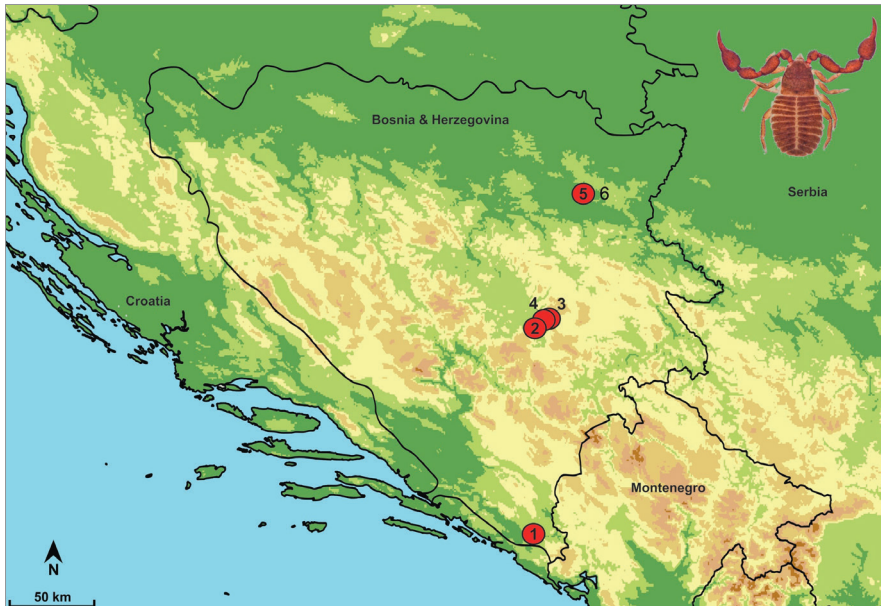 Bosnia & Herzegovina
Serbia
5 6
Croatia
4 3
2
Montenegro
1
N
50 km